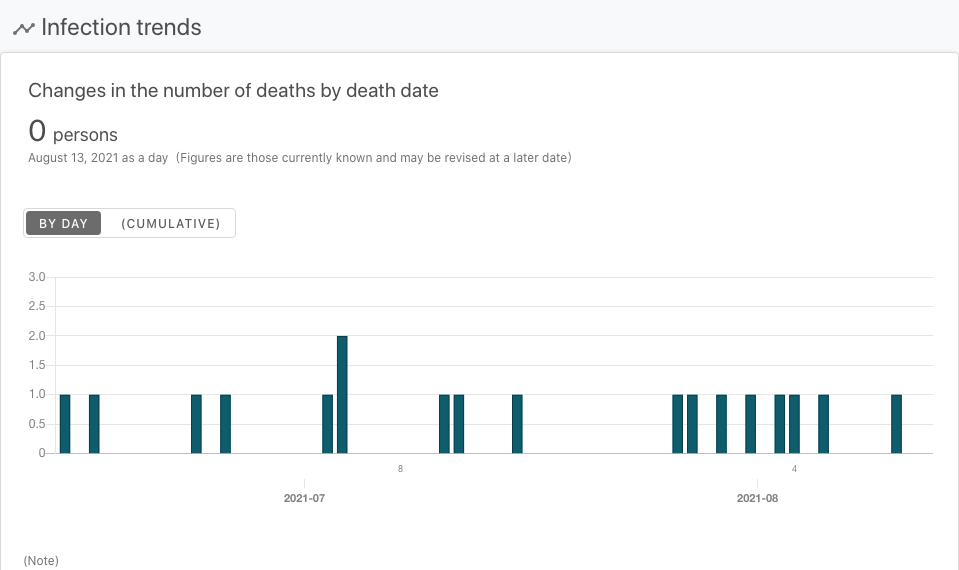 Infection trends
Changes in the number of deaths by death date
0 persons
August 13, 2021 as a day (Figures are those currently known and may be revised at a later date)
BY DAY (CUMULATIVE)
3.0
2.5
2.0
1.5
1.0
0.5
0
8 4
2021-07 2021-08
(Note)